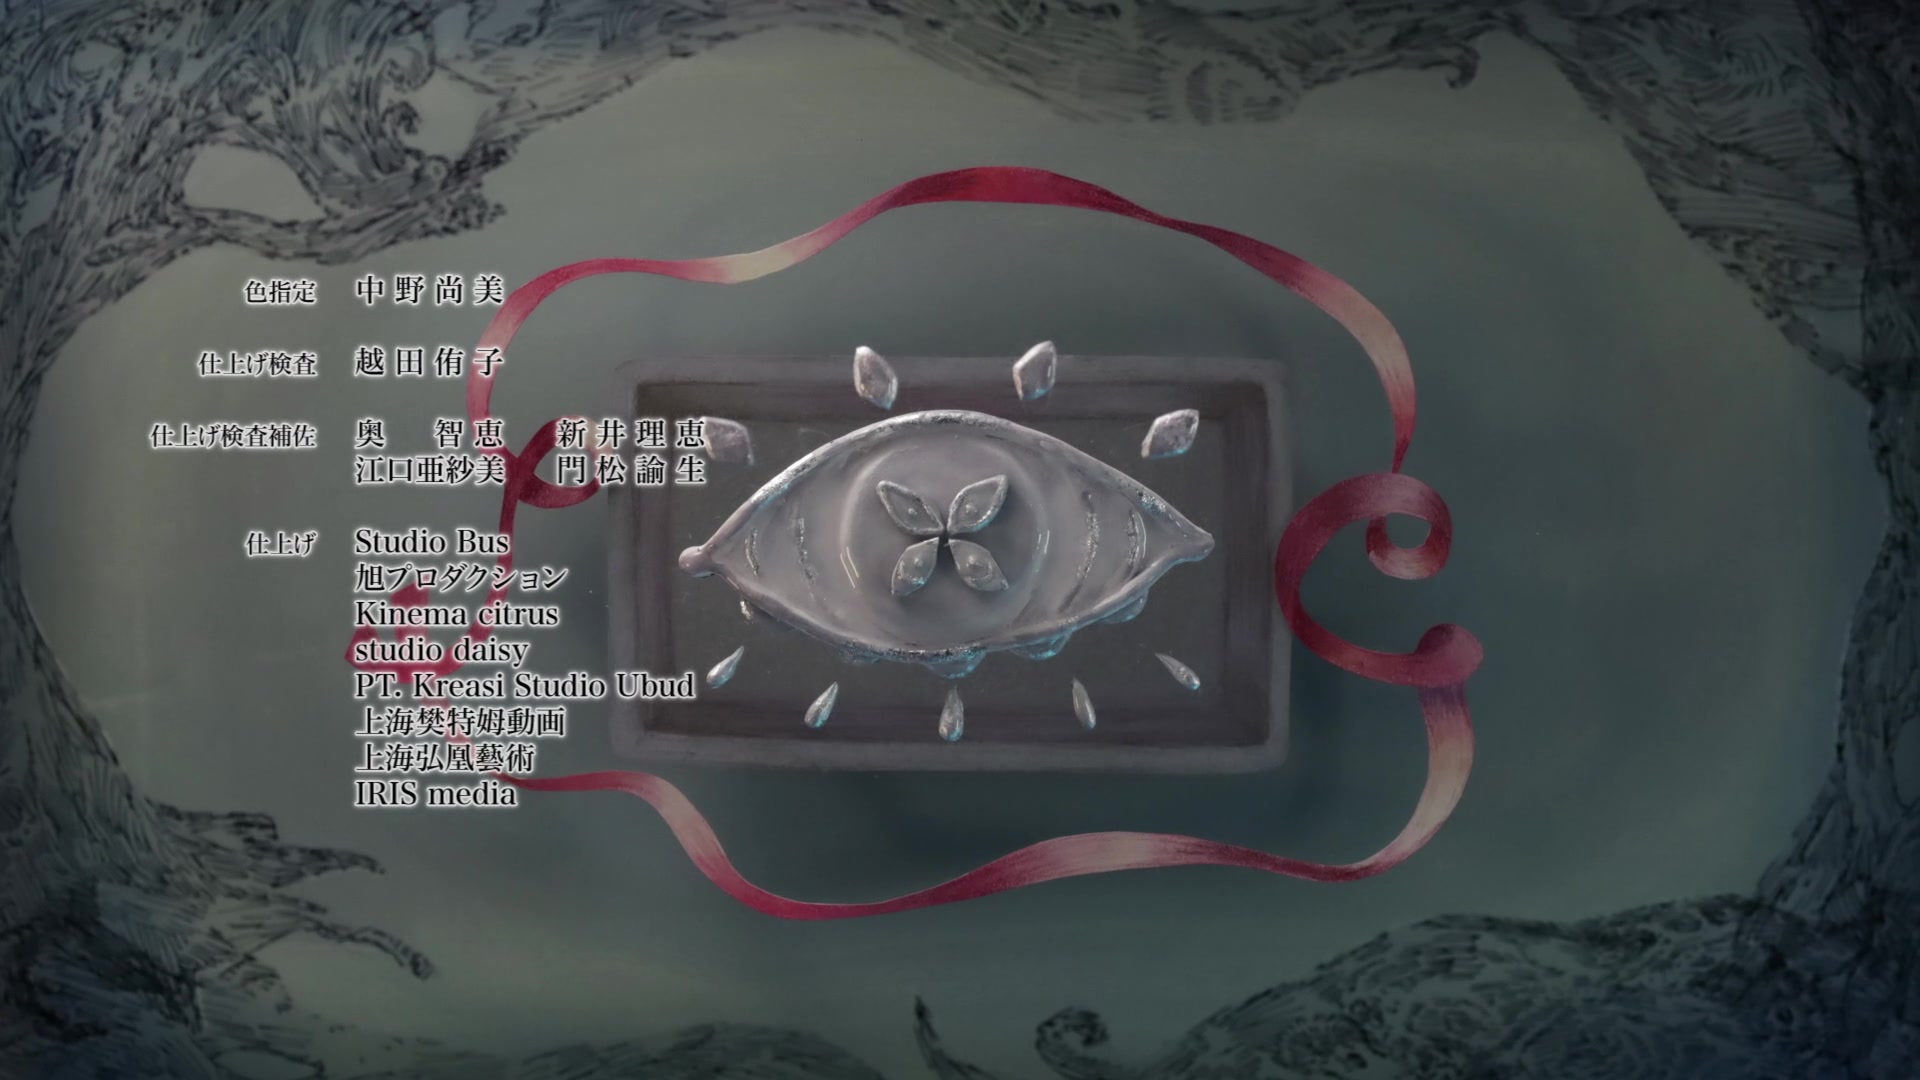 色指定 中野尚美
仕上げ検査 越田侑子
仕上げ検査補佐 奥智恵 新井理恵
江口亜紗美 門松諭生
仕上げ Studio Bus
旭プロダクション
Kinema citrus
studio daisy
PT. Kreasi Studio Ubud
上海樊特姆動画
上海弘凰藝術
IRIS media